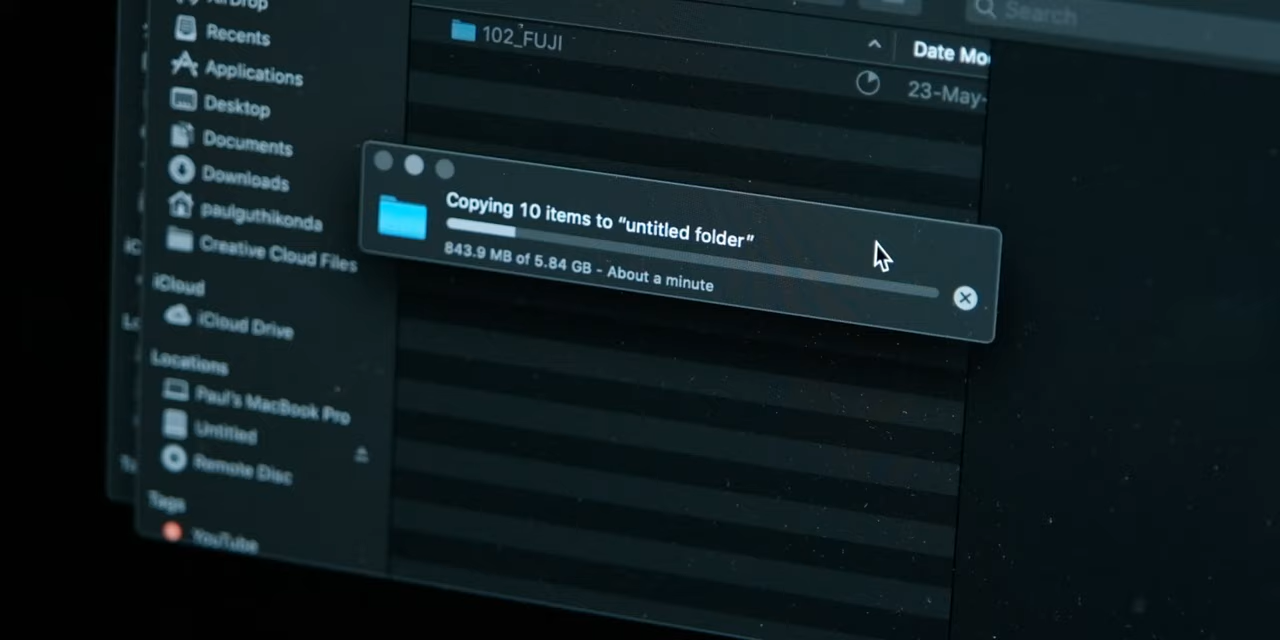 AirDrop
Recents
Applications
Desktop
Documents
Downloads
paulguthikonda
Creative Cloud Files
iCloud
iCloud Drive
Locations
Paul's MacBook Pro
Untitled
Remote Disc
Tags
YouTube
Search
102_FUJI
Date Mo
23-May-
Copying 10 items to “untitled folder”
843.9 MB of 5.84 GB - About a minute